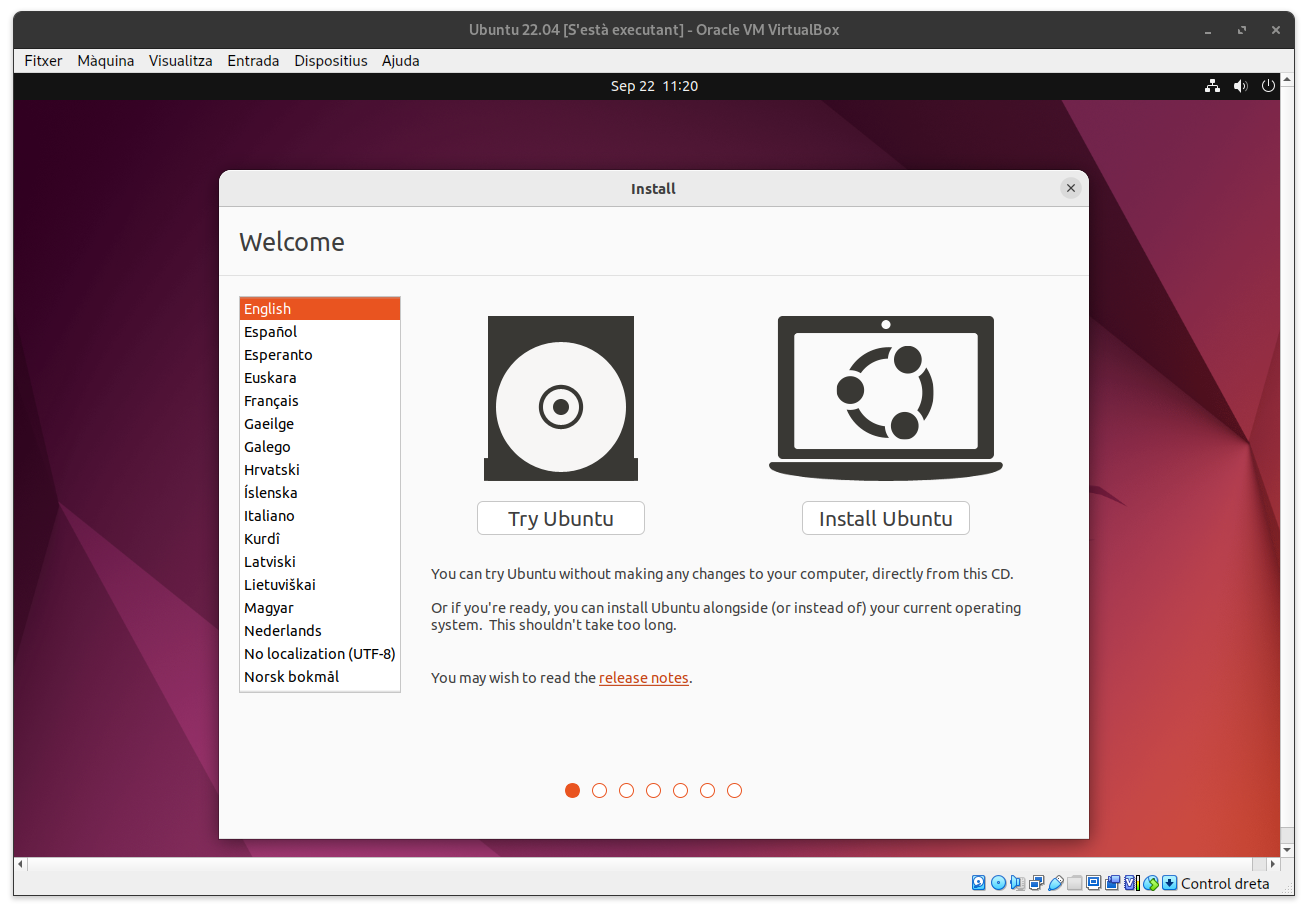 Ubuntu 22.04 [S'està executant] - Oracle VM VirtualBox
Fitxer Màquina Visualitza Entrada Dispositius Ajuda
Sep 22 11:20
Install
Welcome
English
Español
Esperanto
Euskara
Français
Gaeilge
Galego
Hrvatski
Íslenska
Italiano
Kurdî
Latviski
Lietuviškai
Magyar
Nederlands
No localization (UTF-8)
Norsk bokmål
Try Ubuntu
Install Ubuntu
You can try Ubuntu without making any changes to your computer, directly from this CD.
Or if you're ready, you can install Ubuntu alongside (or instead of) your current operating
system. This shouldn't take too long.
You may wish to read the release notes.
Control dreta